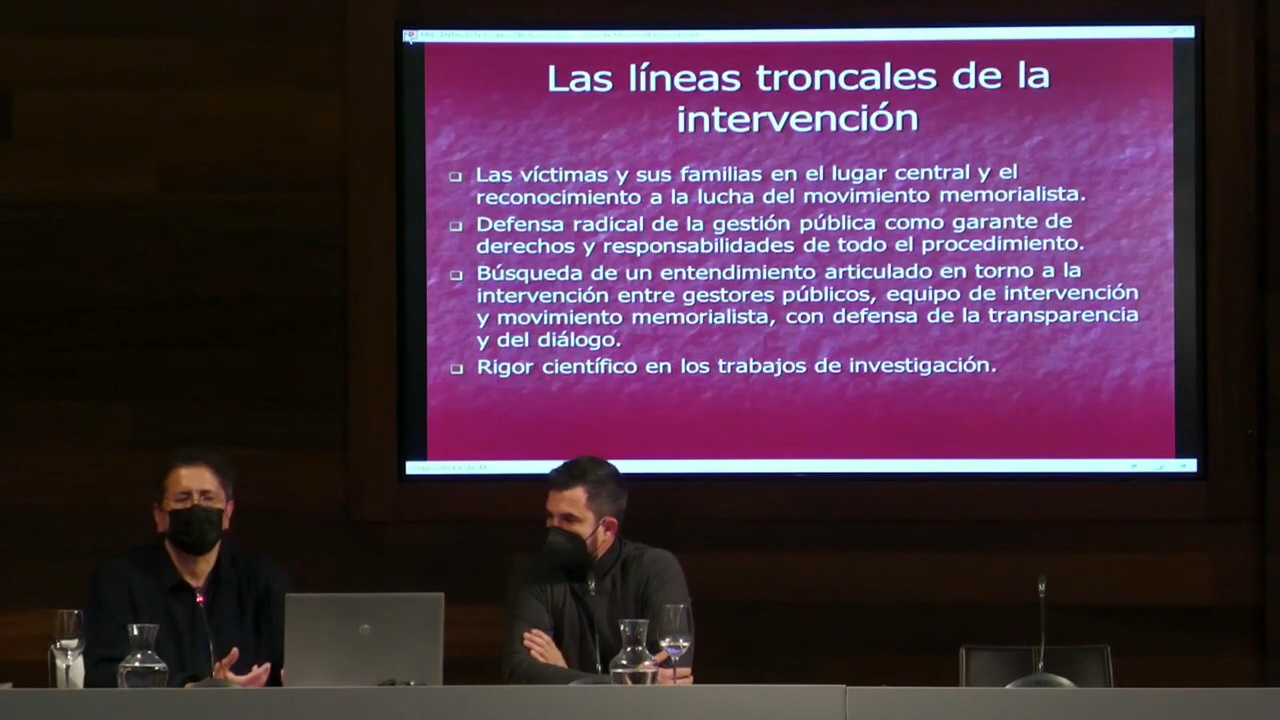 Las líneas troncales de la
intervención
Las víctimas y sus familias en el lugar central y el
reconocimiento a la lucha del movimiento memorialista.
Defensa radical de la gestión pública como garante de
derechos y responsabilidades de todo el procedimiento.
Búsqueda de un entendimiento articulado en torno a la
intervención entre gestores públicos, equipo de intervención
y movimiento memorialista, con defensa de la transparencia
y del diálogo.
Rigor científico en los trabajos de investigación.